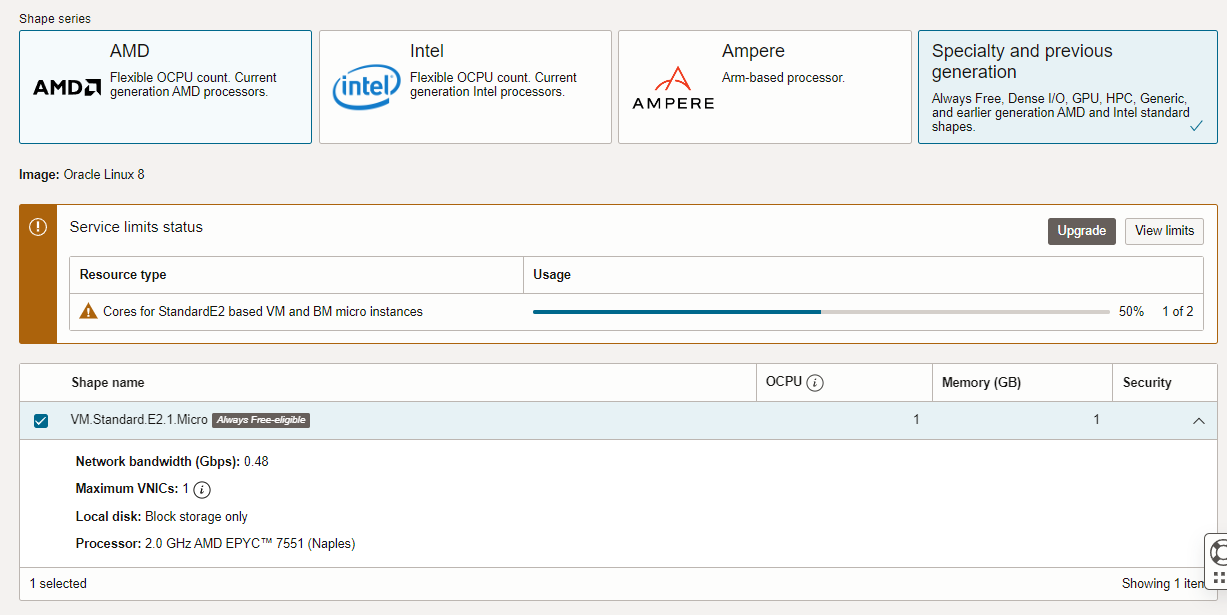 Shape series
AMD
AMD
Flexible OCPU count. Current
generation AMD processors.
Intel
intel
Flexible OCPU count. Current
generation Intel processors.
Ampere
AMPERE
Arm-based processor.
Specialty and previous
generation
Always Free, Dense I/O, GPU, HPC, Generic,
and earlier generation AMD and Intel standard
shapes.
Image: Oracle Linux 8
Service limits status
Upgrade
View limits
Resource type
Usage
Cores for StandardE2 based VM and BM micro instances
50% 1 of 2
Shape name
OCPU
Memory (GB)
Security
VM.Standard.E2.1.Micro Always Free-eligible
1
1
Network bandwidth (Gbps): 0.48
Maximum VNICs: 1
Local disk: Block storage only
Processor: 2.0 GHz AMD EPYC™ 7551 (Naples)
1 selected
Showing 1